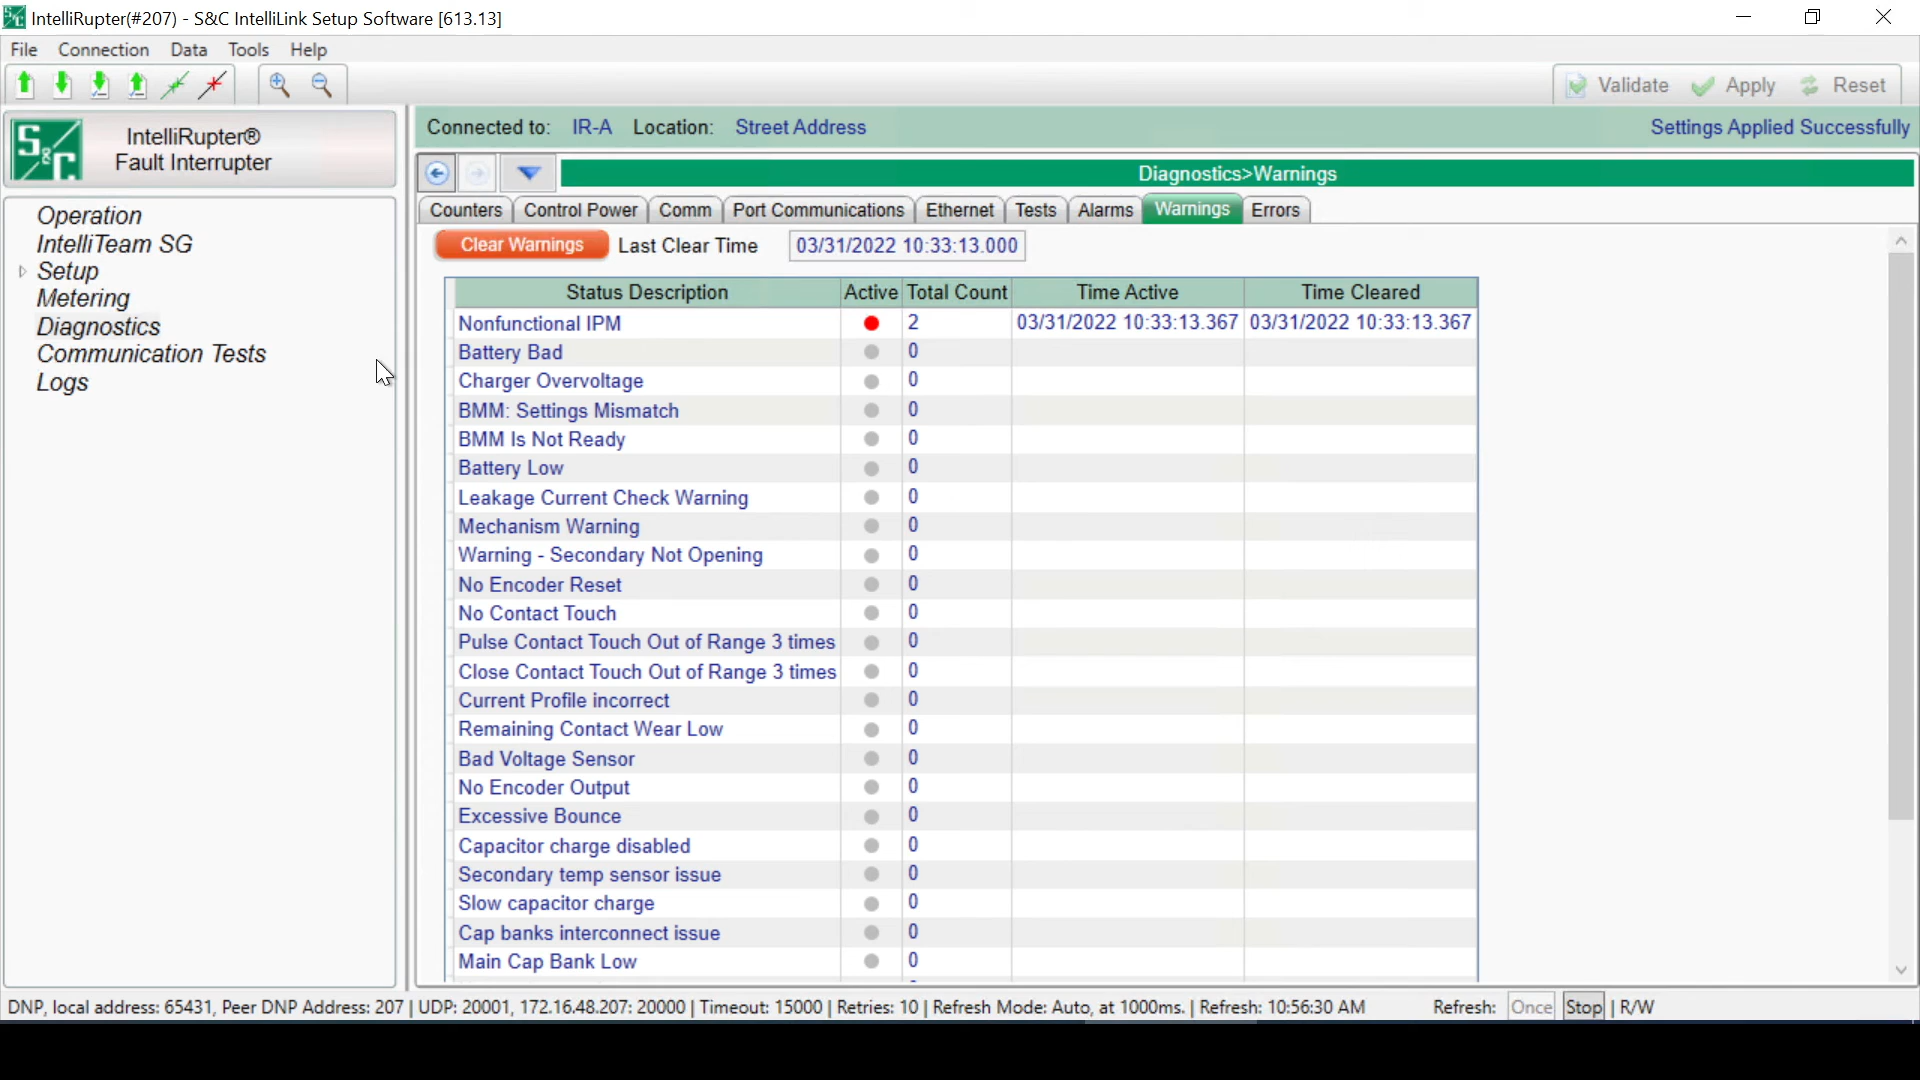 IntelliRupter(#207) - S&C IntelliLink Setup Software [613.13]
File Connection Data Tools Help
Validate Apply Reset
S&C
IntelliRupter®
Fault Interrupter
Connected to: IR-A Location: Street Address Settings Applied Successfully
Diagnostics>Warnings
Operation
IntelliTeam SG
Setup
Metering
Diagnostics
Communication Tests
Logs
Counters Control Power Comm Port Communications Ethernet Tests Alarms Warnings Errors
Clear Warnings Last Clear Time 03/31/2022 10:33:13.000
Status Description Active Total Count Time Active Time Cleared
Nonfunctional IPM 2 03/31/2022 10:33:13.367 03/31/2022 10:33:13.367
Battery Bad 0
Charger Overvoltage 0
BMM: Settings Mismatch 0
BMM Is Not Ready 0
Battery Low 0
Leakage Current Check Warning 0
Mechanism Warning 0
Warning - Secondary Not Opening 0
No Encoder Reset 0
No Contact Touch 0
Pulse Contact Touch Out of Range 3 times 0
Close Contact Touch Out of Range 3 times 0
Current Profile incorrect 0
Remaining Contact Wear Low 0
Bad Voltage Sensor 0
No Encoder Output 0
Excessive Bounce 0
Capacitor charge disabled 0
Secondary temp sensor issue 0
Slow capacitor charge 0
Cap banks interconnect issue 0
Main Cap Bank Low 0
DNP, local address: 65431, Peer DNP Address: 207 | UDP: 20001, 172.16.48.207: 20000 | Timeout: 15000 | Retries: 10 | Refresh Mode: Auto, at 1000ms. | Refresh: 10:56:30 AM Refresh: Once Stop | R/W